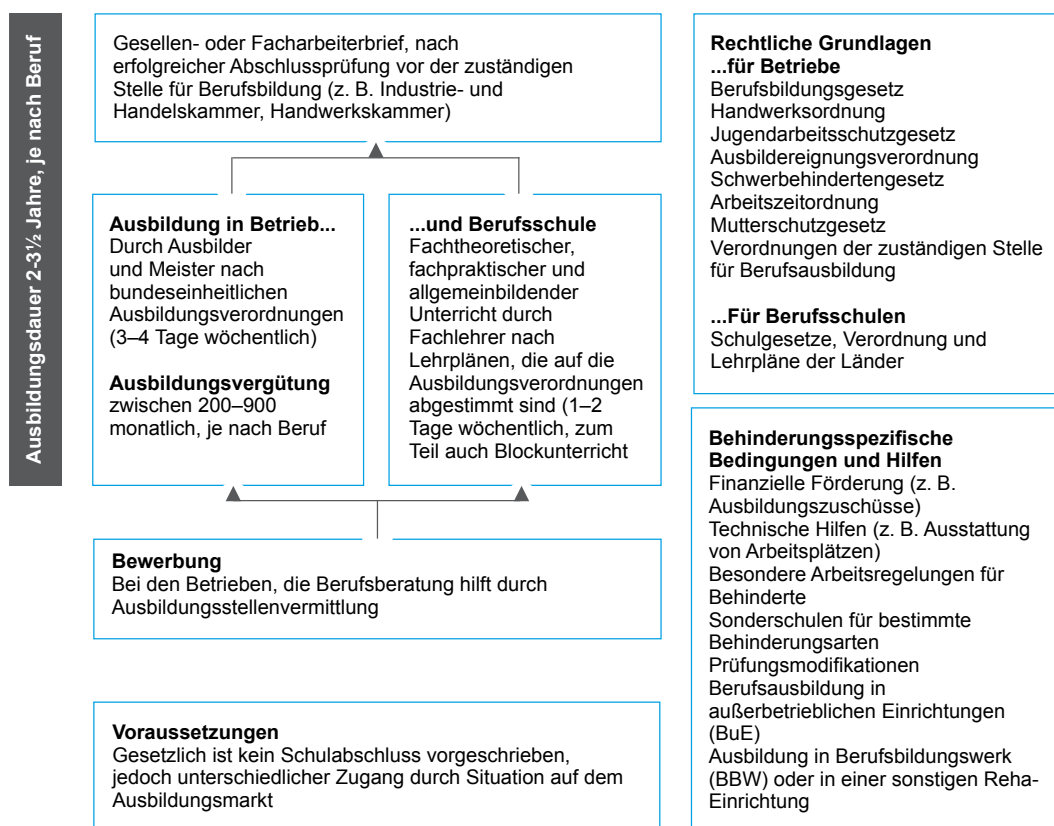 Ausbildungsdauer 2-3½ Jahre, je nach Beruf
Gesellen- oder Facharbeiterbrief, nach
erfolgreicher Abschlussprüfung vor der zuständigen
Stelle für Berufsbildung (z. B. Industrie- und
Handelskammer, Handwerkskammer)
Ausbildung in Betrieb...
Durch Ausbilder
und Meister nach
bundeseinheitlichen
Ausbildungsverordnungen
(3–4 Tage wöchentlich)
Ausbildungsvergütung
zwischen 200–900
monatlich, je nach Beruf
...und Berufsschule
Fachtheoretischer,
fachpraktischer und
allgemeinbildender
Unterricht durch
Fachlehrer nach
Lehrplänen, die auf die
Ausbildungsverordnungen
abgestimmt sind (1–2
Tage wöchentlich, zum
Teil auch Blockunterricht
Bewerbung
Bei den Betrieben, die Berufsberatung hilft durch
Ausbildungsstellenvermittlung
Voraussetzungen
Gesetzlich ist kein Schulabschluss vorgeschrieben,
jedoch unterschiedlicher Zugang durch Situation auf dem
Ausbildungsmarkt
Rechtliche Grundlagen
...für Betriebe
Berufsbildungsgesetz
Handwerksordnung
Jugendarbeitsschutzgesetz
Ausbildereignungsverordnung
Schwerbehindertengesetz
Arbeitszeitordnung
Mutterschutzgesetz
Verordnungen der zuständigen Stelle
für Berufsausbildung
...Für Berufsschulen
Schulgesetze, Verordnung und
Lehrpläne der Länder
Behinderungsspezifische
Bedingungen und Hilfen
Finanzielle Förderung (z. B.
Ausbildungszuschüsse)
Technische Hilfen (z. B. Ausstattung
von Arbeitsplätzen)
Besondere Arbeitsregelungen für
Behinderte
Sonderschulen für bestimmte
Behinderungsarten
Prüfungsmodifikationen
Berufsausbildung in
außerbetrieblichen Einrichtungen
(BuE)
Ausbildung in Berufsbildungswerk
(BBW) oder in einer sonstigen Reha-
Einrichtung